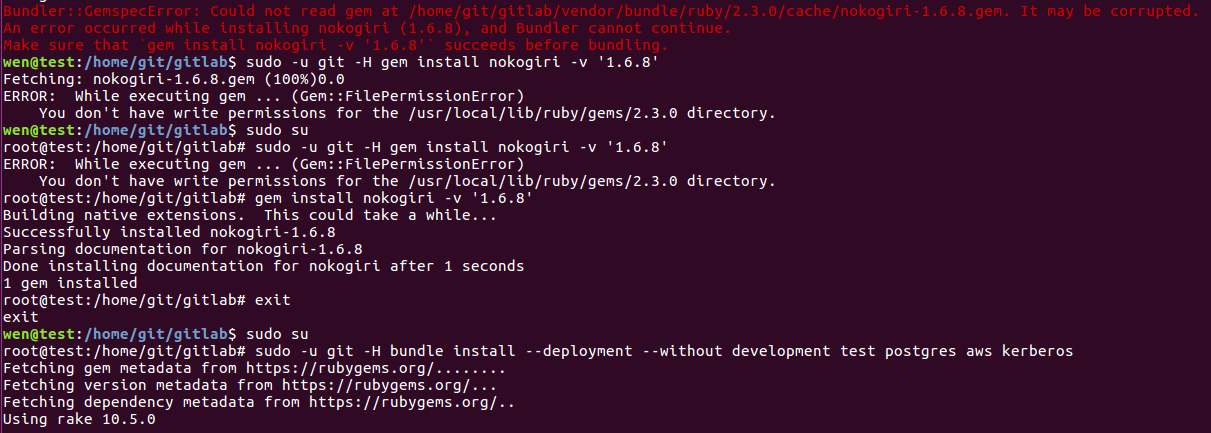 Bundler::GemspecError: Could not read gem at /home/git/gitlab/vendor/bundle/ruby/2.3.0/cache/nokogiri-1.6.8.gem. It may be corrupted.
An error occurred while installing nokogiri (1.6.8), and Bundler cannot continue.
Make sure that `gem install nokogiri -v '1.6.8'` succeeds before bundling.
wen@test:/home/git/gitlab$ sudo -u git -H gem install nokogiri -v '1.6.8'
Fetching: nokogiri-1.6.8.gem (100%)0.0
ERROR:  While executing gem ... (Gem::FilePermissionError)
    You don't have write permissions for the /usr/local/lib/ruby/gems/2.3.0 directory.
wen@test:/home/git/gitlab$ sudo su
root@test:/home/git/gitlab# sudo -u git -H gem install nokogiri -v '1.6.8'
ERROR:  While executing gem ... (Gem::FilePermissionError)
    You don't have write permissions for the /usr/local/lib/ruby/gems/2.3.0 directory.
root@test:/home/git/gitlab# gem install nokogiri -v '1.6.8'
Building native extensions.  This could take a while...
Successfully installed nokogiri-1.6.8
Parsing documentation for nokogiri-1.6.8
Done installing documentation for nokogiri after 1 seconds
1 gem installed
root@test:/home/git/gitlab# exit
exit
wen@test:/home/git/gitlab$ sudo su
root@test:/home/git/gitlab# sudo -u git -H bundle install --deployment --without development test postgres aws kerberos
Fetching gem metadata from https://rubygems.org/........
Fetching version metadata from https://rubygems.org/...
Fetching dependency metadata from https://rubygems.org/..
Using rake 10.5.0